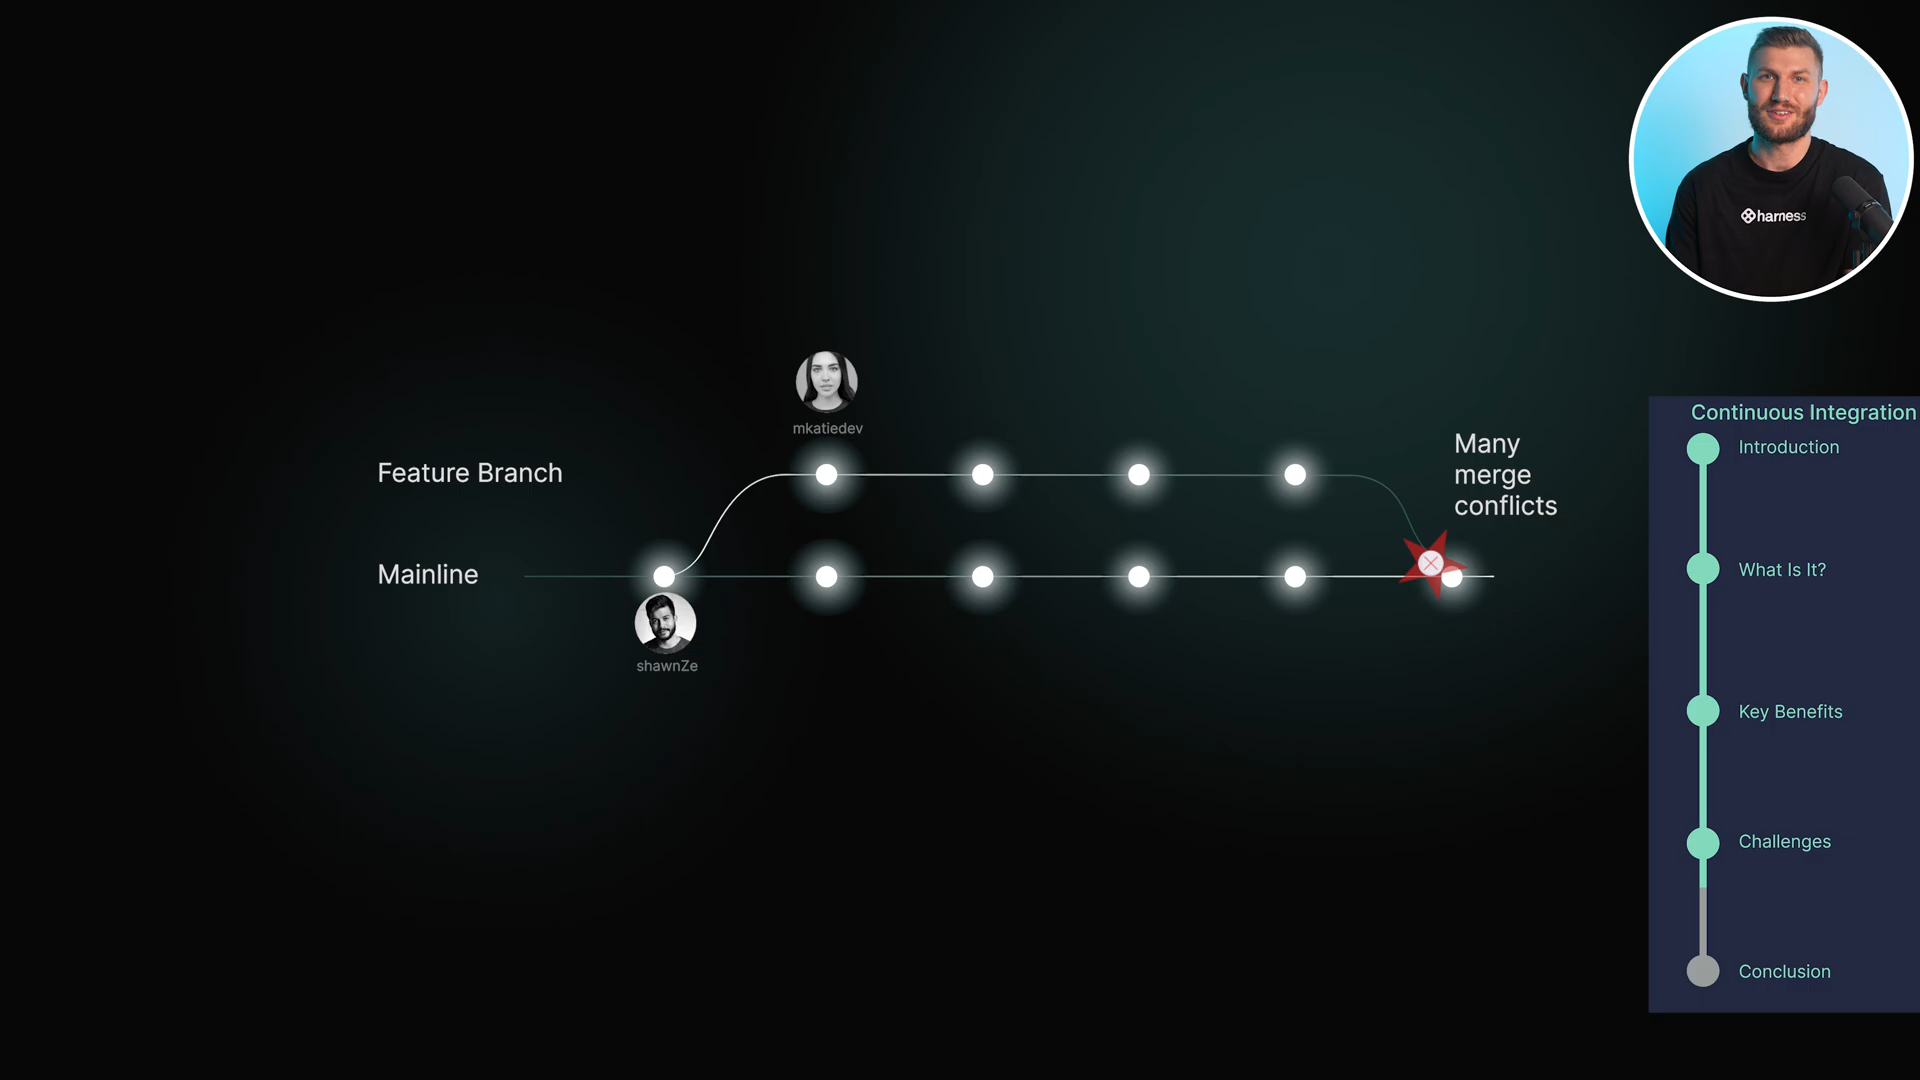 harness
mkatiedev
Feature Branch
Many
merge
conflicts
Mainline
shawnZe
Continuous Integration
Introduction
What Is It?
Key Benefits
Challenges
Conclusion